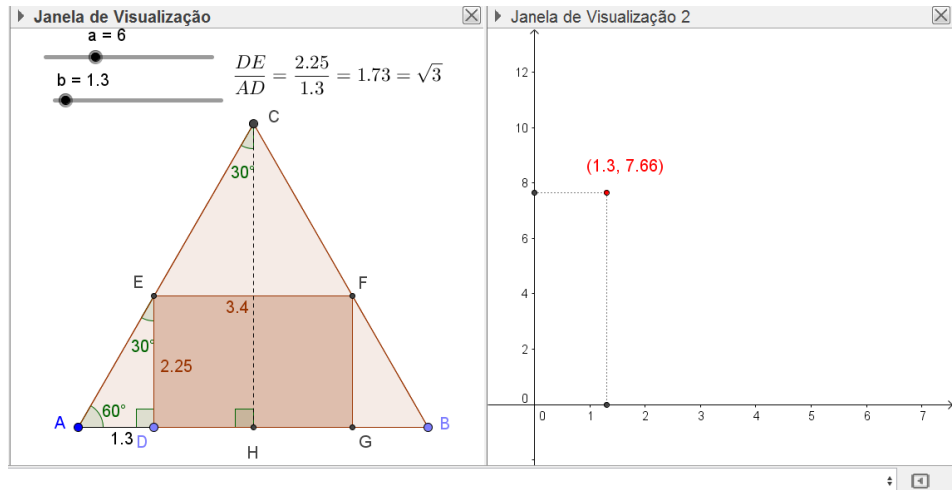 Janela de Visualização
a = 6
b = 1.3
DE/AD = 2.25/1.3 = 1.73 = √3
C
30°
E
F
3.4
30°
2.25
60°
A
1.3
D
H
G
B
Janela de Visualização 2
12
10
8
6
4
2
0
(1.3, 7.66)
0 1 2 3 4 5 6 7